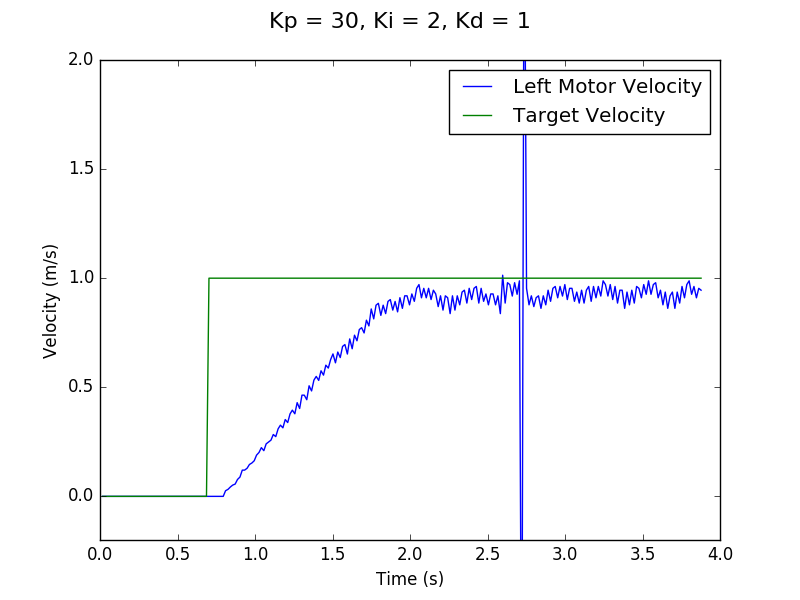 Kp = 30, Ki = 2, Kd = 1
2.0
Left Motor Velocity
Target Velocity
1.5
1.0
Velocity (m/s)
0.5
0.0
0.0 0.5 1.0 1.5 2.0 2.5 3.0 3.5 4.0
Time (s)